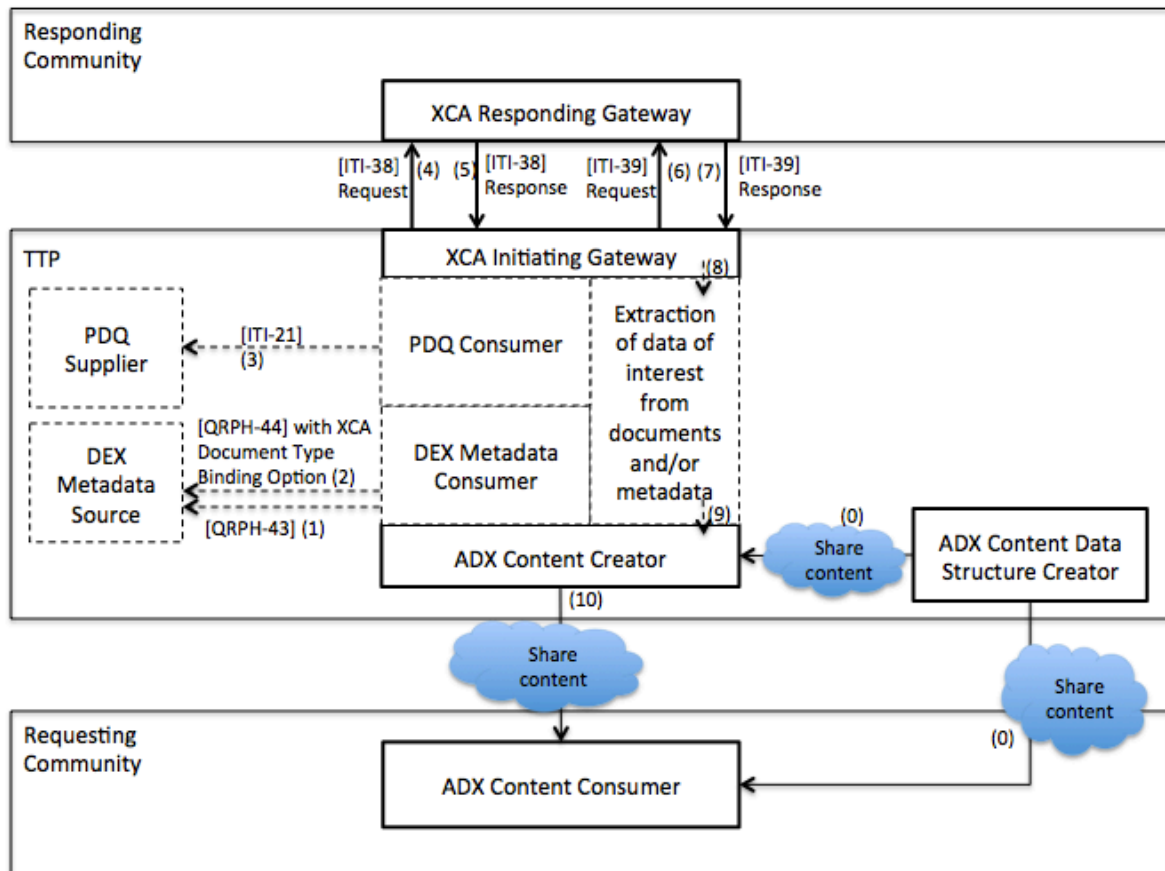 Responding
Community
XCA Responding Gateway
[ITI-38]
Request
(4)
(5)
[ITI-38]
Response
[ITI-39]
Request
(6)
(7)
[ITI-39]
Response
TTP
XCA Initiating Gateway
(8)
PDQ
Supplier
[ITI-21]
(3)
PDQ Consumer
Extraction
of data of
interest
from
documents
and/or
metadata
DEX
Metadata
Source
[QRPH-44] with XCA
Document Type
Binding Option (2)
[QRPH-43] (1)
DEX Metadata
Consumer
(9)
ADX Content Creator
(0)
Share
content
ADX Content Data
Structure Creator
(10)
Share
content
Share
content
(0)
Requesting
Community
ADX Content Consumer